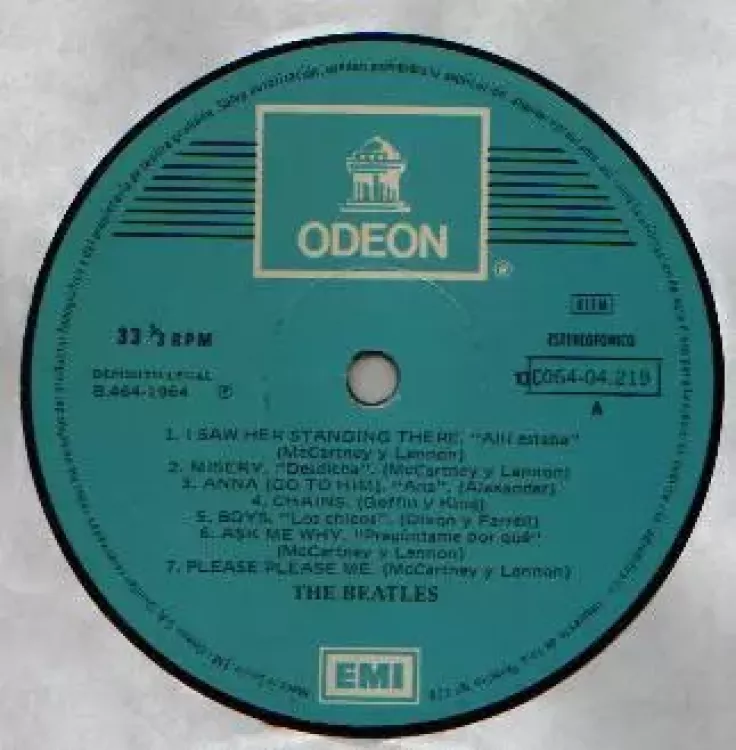 ODEON
®
BIEM
33 1/3 RPM
ESTEREOFONICO
DEPOSITO LEGAL
B.464-1964 Ⓟ
10C064-04.219
A
1. I SAW HER STANDING THERE. "Allí estaba"
(McCartney y Lennon)
2. MISERY. "Desdicha". (McCartney y Lennon)
3. ANNA (GO TO HIM). "Ana". (Alexander)
4. CHAINS. (Goffin y King)
5. BOYS. "Los chicos". (Dixon y Farrell)
6. ASK ME WHY. "Pregúntame por qué"
(McCartney y Lennon)
7. PLEASE PLEASE ME. (McCartney y Lennon)
THE BEATLES
EMI